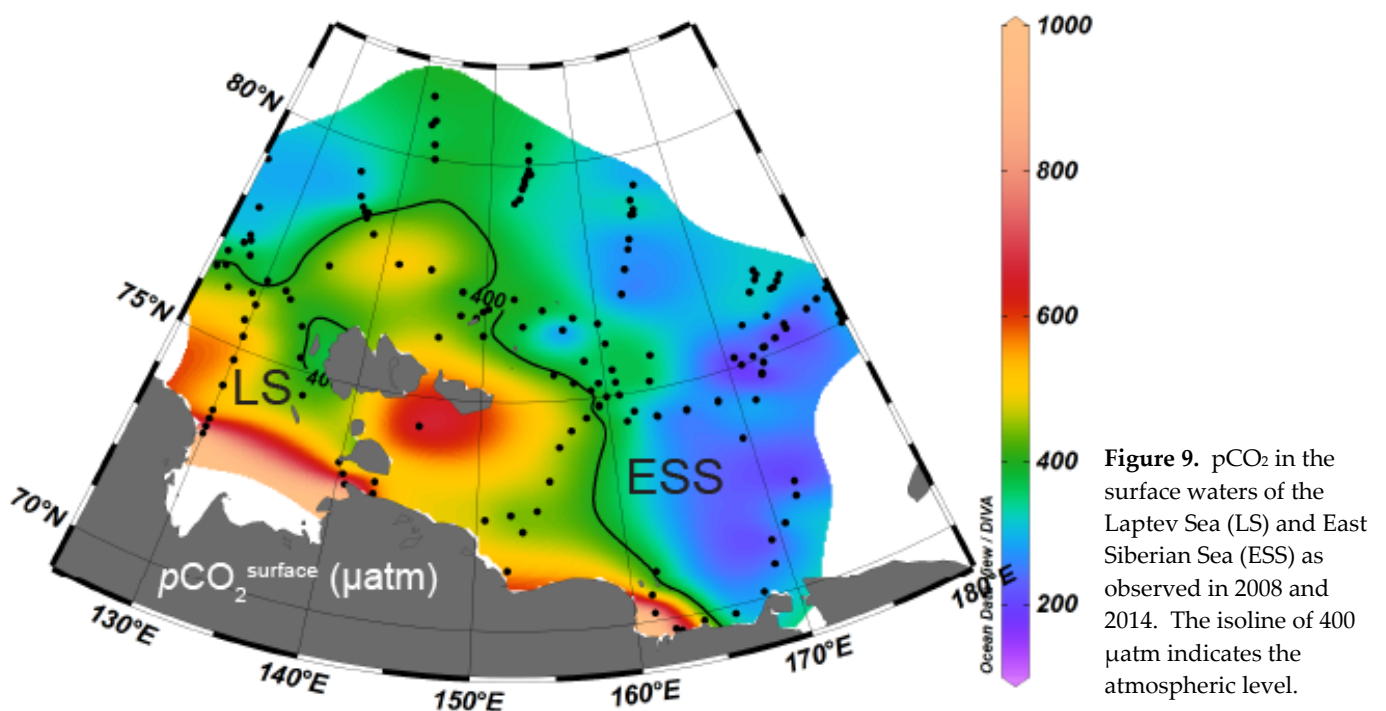 80°N
75°N
70°N
130°E
140°E
150°E
160°E
170°E
180°E
LS
ESS
400
40
pCO₂ surface (µatm)
Ocean Data View / DIVA
1000
800
600
400
200
Figure 9. pCO₂ in the
surface waters of the
Laptev Sea (LS) and East
Siberian Sea (ESS) as
observed in 2008 and
2014. The isoline of 400
µatm indicates the
atmospheric level.